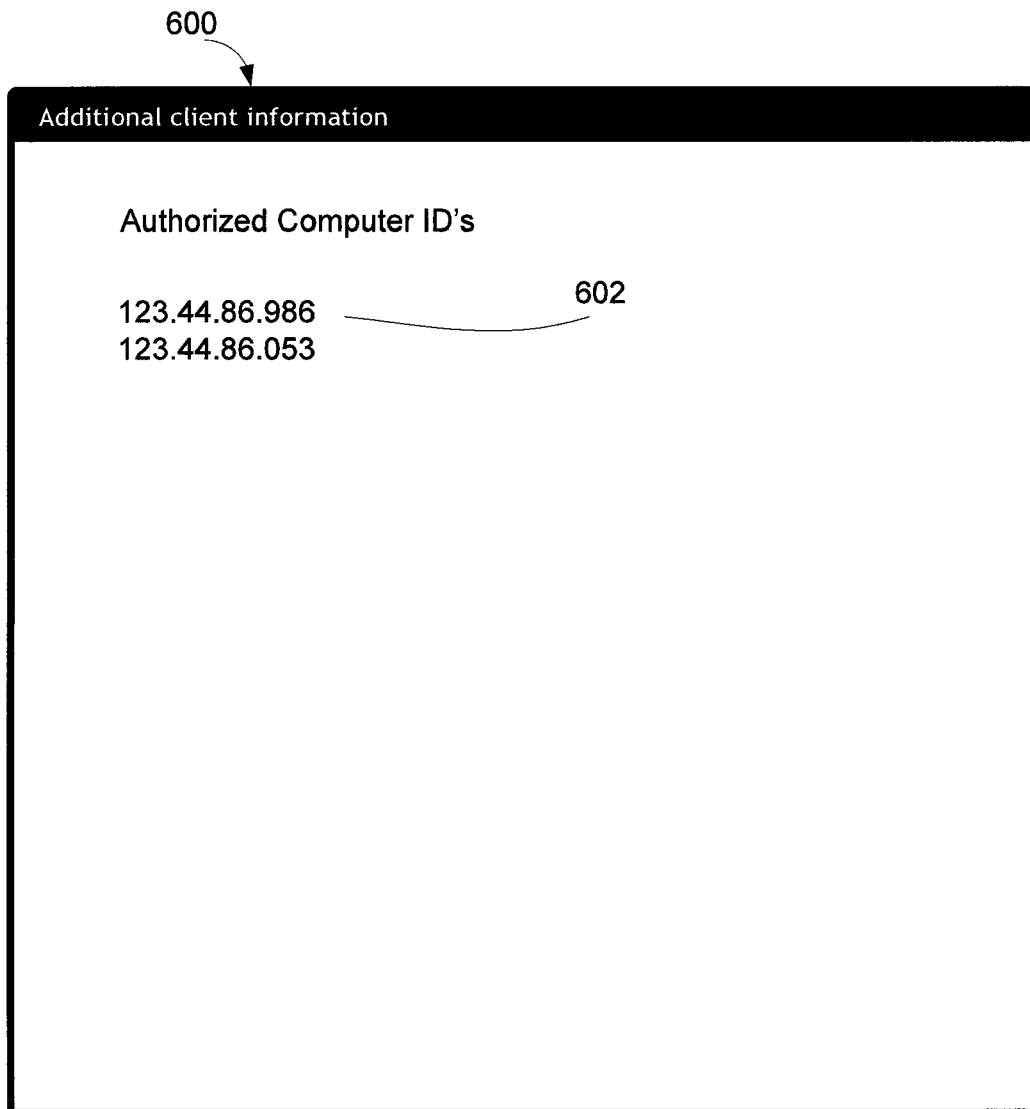 600
Additional client information
Authorized Computer ID's
123.44.86.986
602
123.44.86.053